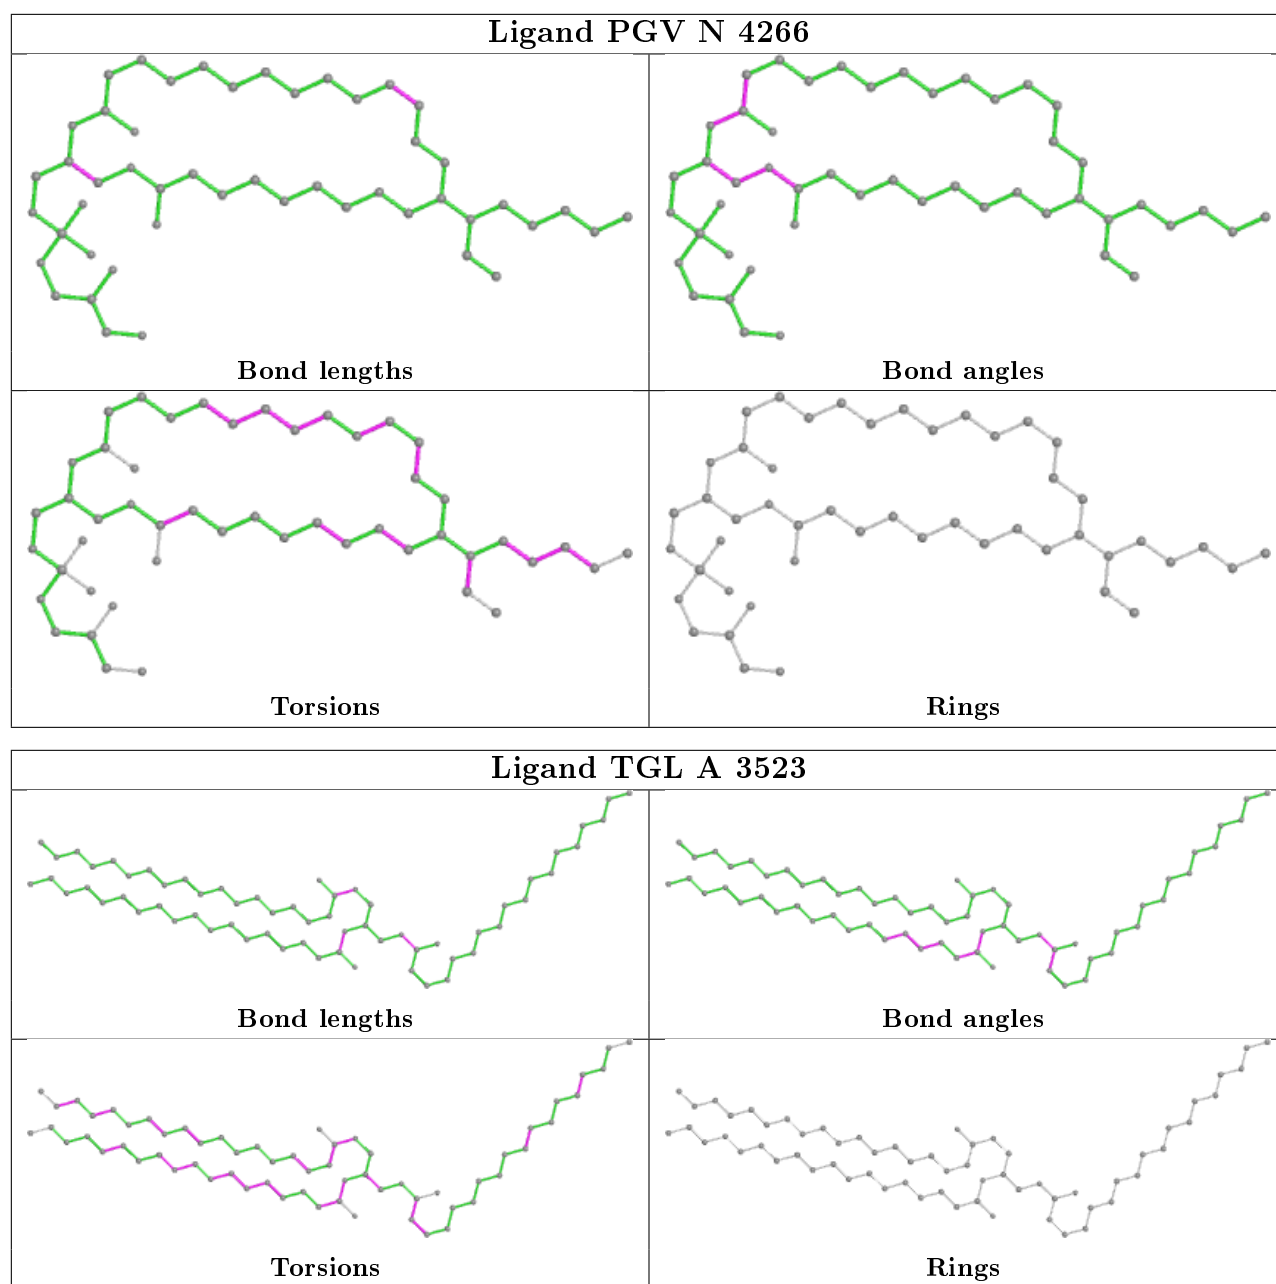 Ligand PGV N 4266
Bond lengths
Bond angles
Torsions
Rings
Ligand TGL A 3523
Bond lengths
Bond angles
Torsions
Rings